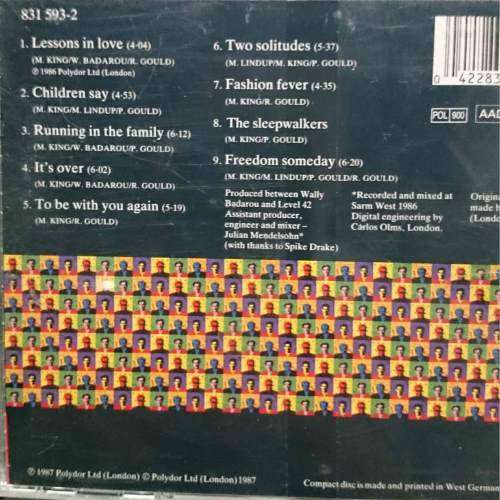 831 593-2
1. Lessons in love (4-04)
(M. KING/W. BADAROU/R. GOULD)
℗ 1986 Polydor Ltd (London)
2. Children say (4-53)
(M. KING/M. LINDUP/P. GOULD)
3. Running in the family (6-12)
(M. KING/W. BADAROU/P. GOULD)
4. It's over (6-02)
(M. KING/W. BADAROU/R. GOULD)
5. To be with you again (5-19)
(M. KING/R. GOULD)
6. Two solitudes (5-37)
(M. LINDUP/M. KING/P. GOULD)
7. Fashion fever (4-35)
(M. KING/R. GOULD)
8. The sleepwalkers
(M. KING/P. GOULD)
9. Freedom someday (6-20)
(M. KING/M. LINDUP/P. GOULD/R. GOULD)
Produced between Wally
Badarou and Level 42
Assistant producer,
engineer and mixer –
Julian Mendelsohn*
(with thanks to Spike Drake)
*Recorded and mixed at
Sarm West 1986
Digital engineering by
Carlos Olms, London.
0 42283
POL 900
AAD
Origina
made b
(Londo
℗ 1987 Polydor Ltd (London) © Polydor Ltd (London) 1987
Compact disc is made and printed in West German